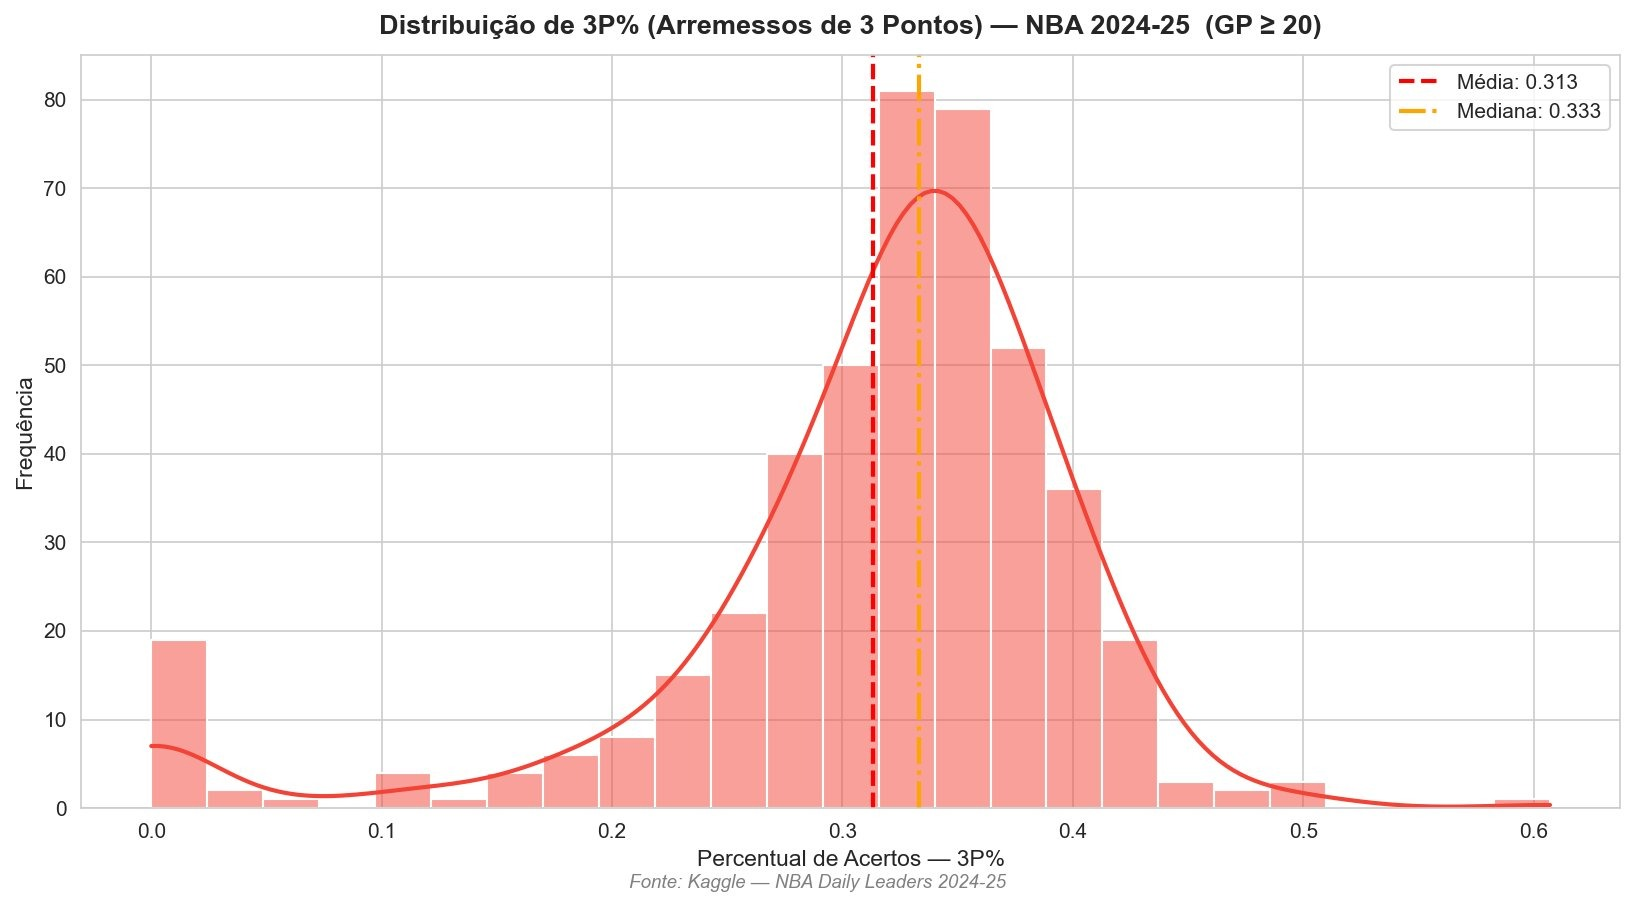 Distribuição de 3P% (Arremessos de 3 Pontos) — NBA 2024-25  (GP ≥ 20)
Média: 0.313
Mediana: 0.333
Frequência
80
70
60
50
40
30
20
10
0
0.0 0.1 0.2 0.3 0.4 0.5 0.6
Percentual de Acertos — 3P%
Fonte: Kaggle — NBA Daily Leaders 2024-25